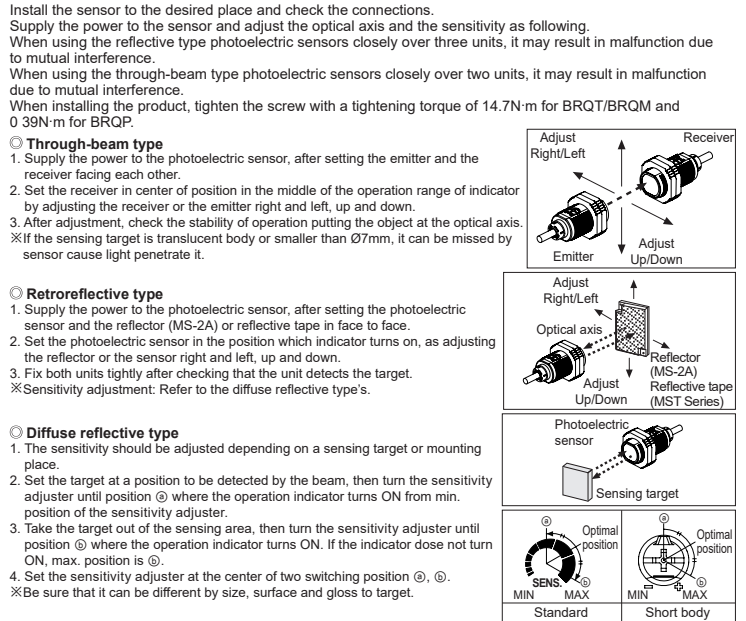 Install the sensor to the desired place and check the connections.
Supply the power to the sensor and adjust the optical axis and the sensitivity as following.
When using the reflective type photoelectric sensors closely over three units, it may result in malfunction due
to mutual interference.
When using the through-beam type photoelectric sensors closely over two units, it may result in malfunction
due to mutual interference.
When installing the product, tighten the screw with a tightening torque of 14.7N·m for BRQT/BRQM and
0 39N·m for BRQP.
◎ Through-beam type
1. Supply the power to the photoelectric sensor, after setting the emitter and the
receiver facing each other.
2. Set the receiver in center of position in the middle of the operation range of indicator
by adjusting the receiver or the emitter right and left, up and down.
3. After adjustment, check the stability of operation putting the object at the optical axis.
※If the sensing target is translucent body or smaller than Ø7mm, it can be missed by
sensor cause light penetrate it.
Adjust
Right/Left
Receiver
Emitter
Adjust
Up/Down
◎ Retroreflective type
1. Supply the power to the photoelectric sensor, after setting the photoelectric
sensor and the reflector (MS-2A) or reflective tape in face to face.
2. Set the photoelectric sensor in the position which indicator turns on, as adjusting
the reflector or the sensor right and left, up and down.
3. Fix both units tightly after checking that the unit detects the target.
※Sensitivity adjustment: Refer to the diffuse reflective type's.
Adjust
Right/Left
Optical axis
Adjust
Up/Down
Reflector
(MS-2A)
Reflective tape
(MST Series)
◎ Diffuse reflective type
1. The sensitivity should be adjusted depending on a sensing target or mounting
place.
2. Set the target at a position to be detected by the beam, then turn the sensitivity
adjuster until position ⓐ where the operation indicator turns ON from min.
position of the sensitivity adjuster.
3. Take the target out of the sensing area, then turn the sensitivity adjuster until
position ⓑ where the operation indicator turns ON. If the indicator dose not turn
ON, max. position is ⓑ.
4. Set the sensitivity adjuster at the center of two switching position ⓐ, ⓑ.
※Be sure that it can be different by size, surface and gloss to target.
Photoelectric
sensor
Sensing target
ⓐ
Optimal
position
SENS.
ⓑ
MIN MAX
Standard
ⓐ
Optimal
position
ⓑ
MIN MAX
Short body